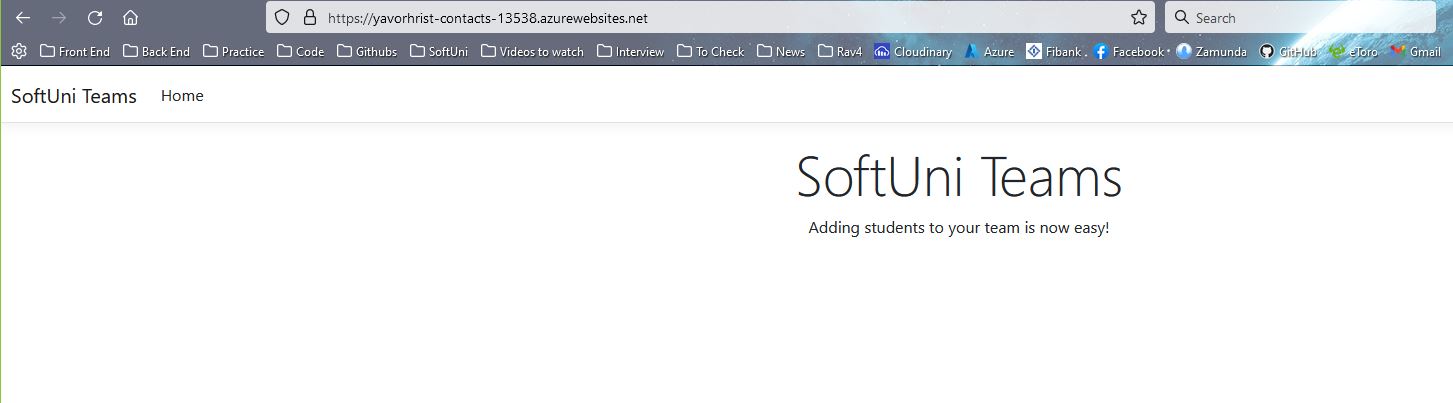 https://yavorhrist-contacts-13538.azurewebsites.net Search
Front End Back End Practice Code Githubs SoftUni Videos to watch Interview To Check News Rav4 Cloudinary Azure Fibank . Facebook Zamunda GitHub eToro Gmail
SoftUni Teams Home
SoftUni Teams
Adding students to your team is now easy!